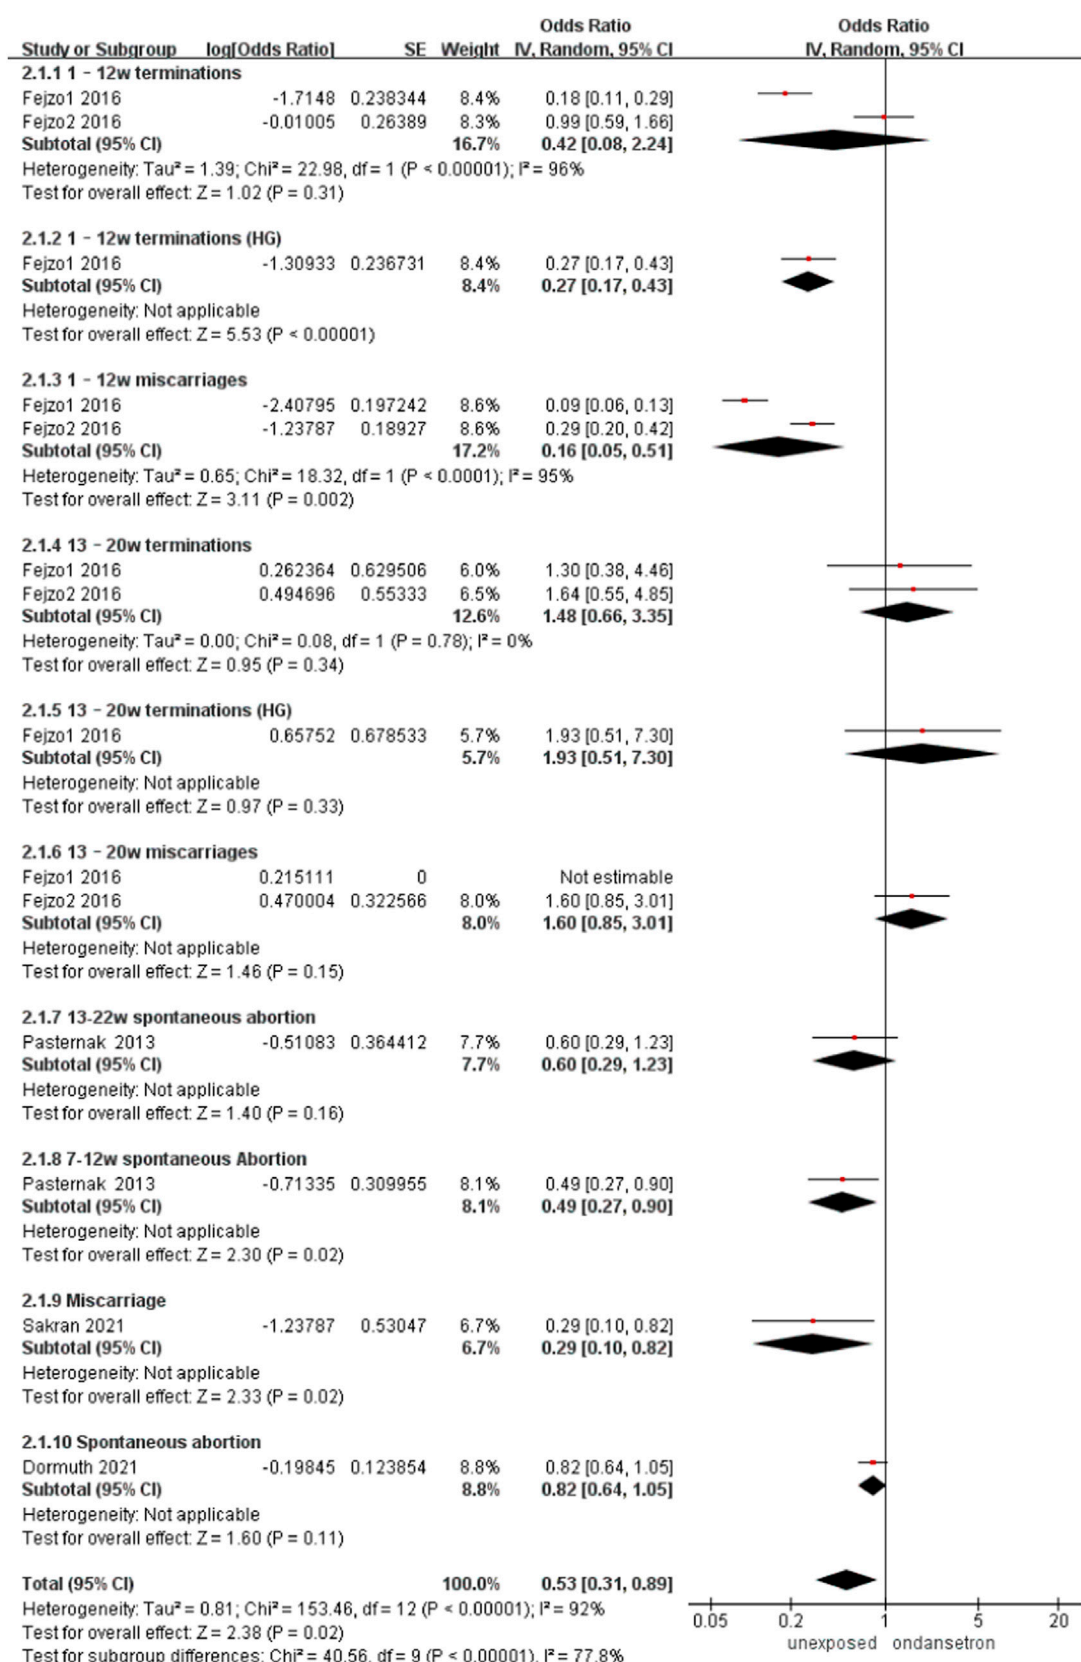 Odds Ratio Odds Ratio
Study or Subgroup log[Odds Ratio] SE Weight IV, Random, 95% CI IV, Random, 95% CI
2.1.1 1 - 12w terminations
Fejzo1 2016 -1.7148 0.238344 8.4% 0.18 [0.11, 0.29]
Fejzo2 2016 -0.01005 0.26389 8.3% 0.99 [0.59, 1.66]
Subtotal (95% CI) 16.7% 0.42 [0.08, 2.24]
Heterogeneity: Tau² = 1.39; Chi² = 22.98, df = 1 (P < 0.00001); I² = 96%
Test for overall effect: Z = 1.02 (P = 0.31)
2.1.2 1 - 12w terminations (HG)
Fejzo1 2016 -1.30933 0.236731 8.4% 0.27 [0.17, 0.43]
Subtotal (95% CI) 8.4% 0.27 [0.17, 0.43]
Heterogeneity: Not applicable
Test for overall effect: Z = 5.53 (P < 0.00001)
2.1.3 1 - 12w miscarriages
Fejzo1 2016 -2.40795 0.197242 8.6% 0.09 [0.06, 0.13]
Fejzo2 2016 -1.23787 0.18927 8.6% 0.29 [0.20, 0.42]
Subtotal (95% CI) 17.2% 0.16 [0.05, 0.51]
Heterogeneity: Tau² = 0.65; Chi² = 18.32, df = 1 (P < 0.0001); I² = 95%
Test for overall effect: Z = 3.11 (P = 0.002)
2.1.4 13 - 20w terminations
Fejzo1 2016 0.262364 0.629506 6.0% 1.30 [0.38, 4.46]
Fejzo2 2016 0.494696 0.55333 6.5% 1.64 [0.55, 4.85]
Subtotal (95% CI) 12.6% 1.48 [0.66, 3.35]
Heterogeneity: Tau² = 0.00; Chi² = 0.08, df = 1 (P = 0.78); I² = 0%
Test for overall effect: Z = 0.95 (P = 0.34)
2.1.5 13 - 20w terminations (HG)
Fejzo1 2016 0.65752 0.678533 5.7% 1.93 [0.51, 7.30]
Subtotal (95% CI) 5.7% 1.93 [0.51, 7.30]
Heterogeneity: Not applicable
Test for overall effect: Z = 0.97 (P = 0.33)
2.1.6 13 - 20w miscarriages
Fejzo1 2016 0.215111 0 Not estimable
Fejzo2 2016 0.470004 0.322566 8.0% 1.60 [0.85, 3.01]
Subtotal (95% CI) 8.0% 1.60 [0.85, 3.01]
Heterogeneity: Not applicable
Test for overall effect: Z = 1.46 (P = 0.15)
2.1.7 13-22w spontaneous abortion
Pasternak 2013 -0.51083 0.364412 7.7% 0.60 [0.29, 1.23]
Subtotal (95% CI) 7.7% 0.60 [0.29, 1.23]
Heterogeneity: Not applicable
Test for overall effect: Z = 1.40 (P = 0.16)
2.1.8 7-12w spontaneous Abortion
Pasternak 2013 -0.71335 0.309955 8.1% 0.49 [0.27, 0.90]
Subtotal (95% CI) 8.1% 0.49 [0.27, 0.90]
Heterogeneity: Not applicable
Test for overall effect: Z = 2.30 (P = 0.02)
2.1.9 Miscarriage
Sakran 2021 -1.23787 0.53047 6.7% 0.29 [0.10, 0.82]
Subtotal (95% CI) 6.7% 0.29 [0.10, 0.82]
Heterogeneity: Not applicable
Test for overall effect: Z = 2.33 (P = 0.02)
2.1.10 Spontaneous abortion
Dormuth 2021 -0.19845 0.123854 8.8% 0.82 [0.64, 1.05]
Subtotal (95% CI) 8.8% 0.82 [0.64, 1.05]
Heterogeneity: Not applicable
Test for overall effect: Z = 1.60 (P = 0.11)
Total (95% CI) 100.0% 0.53 [0.31, 0.89]
Heterogeneity: Tau² = 0.81; Chi² = 153.46, df = 12 (P < 0.00001); I² = 92%
Test for overall effect: Z = 2.38 (P = 0.02)
Test for subgroup differences: Chi² = 40.56, df = 9 (P < 0.00001), I² = 77.8%
0.05 0.2 1 5 20
unexposed ondansetron